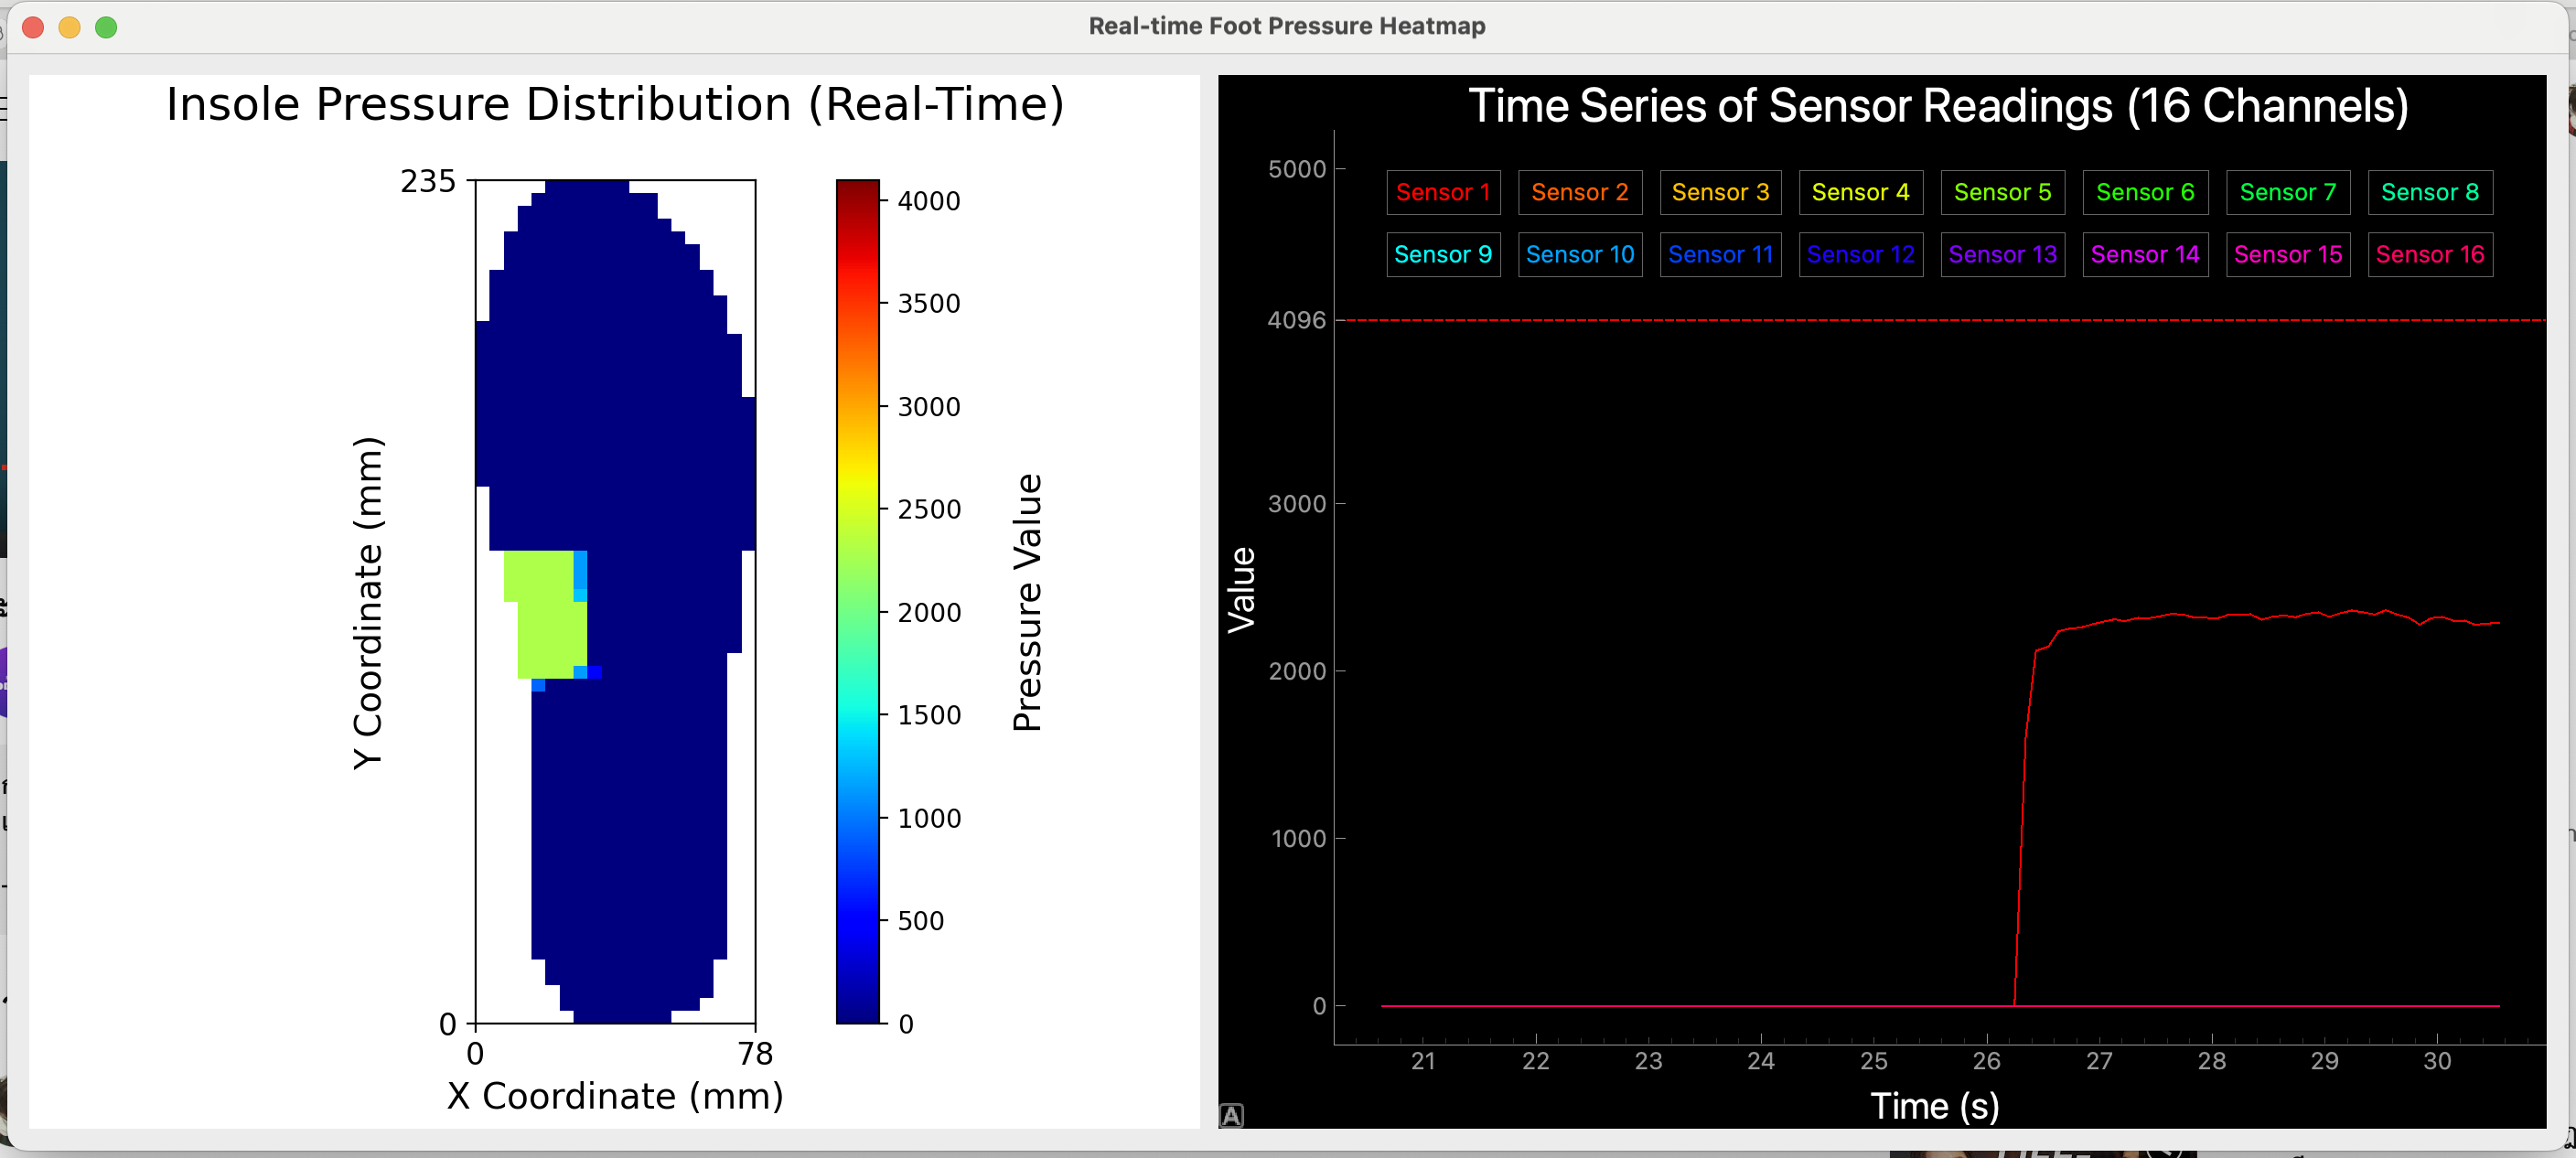 Real-time Foot Pressure Heatmap
Insole Pressure Distribution (Real-Time)
235
0
0
78
X Coordinate (mm)
Y Coordinate (mm)
4000
3500
3000
2500
2000
1500
1000
500
0
Pressure Value
Time Series of Sensor Readings (16 Channels)
Sensor 1 Sensor 2 Sensor 3 Sensor 4 Sensor 5 Sensor 6 Sensor 7 Sensor 8
Sensor 9 Sensor 10 Sensor 11 Sensor 12 Sensor 13 Sensor 14 Sensor 15 Sensor 16
5000
4096
3000
2000
1000
0
Value
21 22 23 24 25 26 27 28 29 30
Time (s)
A